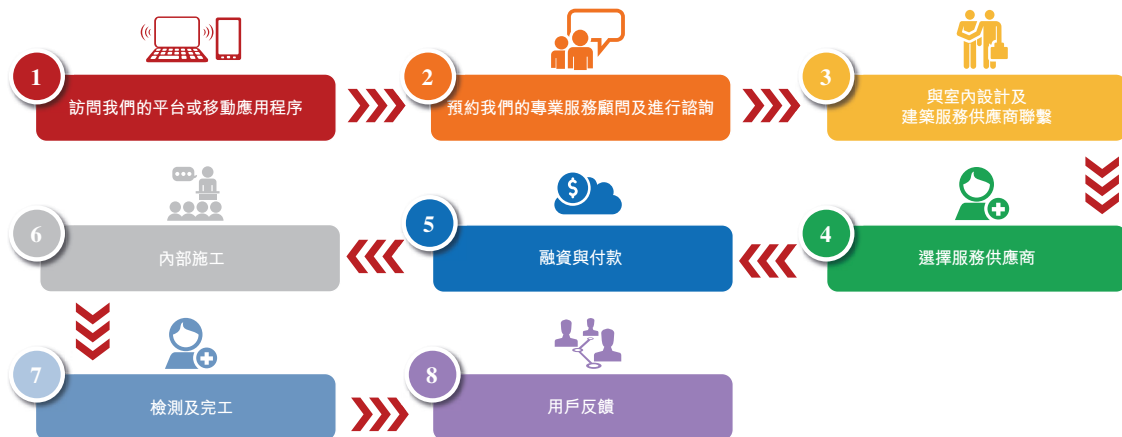 1
訪問我們的平台或移動應用程序
2
預約我們的專業服務顧問及進行諮詢
3
與室內設計及
建築服務供應商聯繫
4
選擇服務供應商
5
融資與付款
6
內部施工
7
檢測及完工
8
用戶反饋